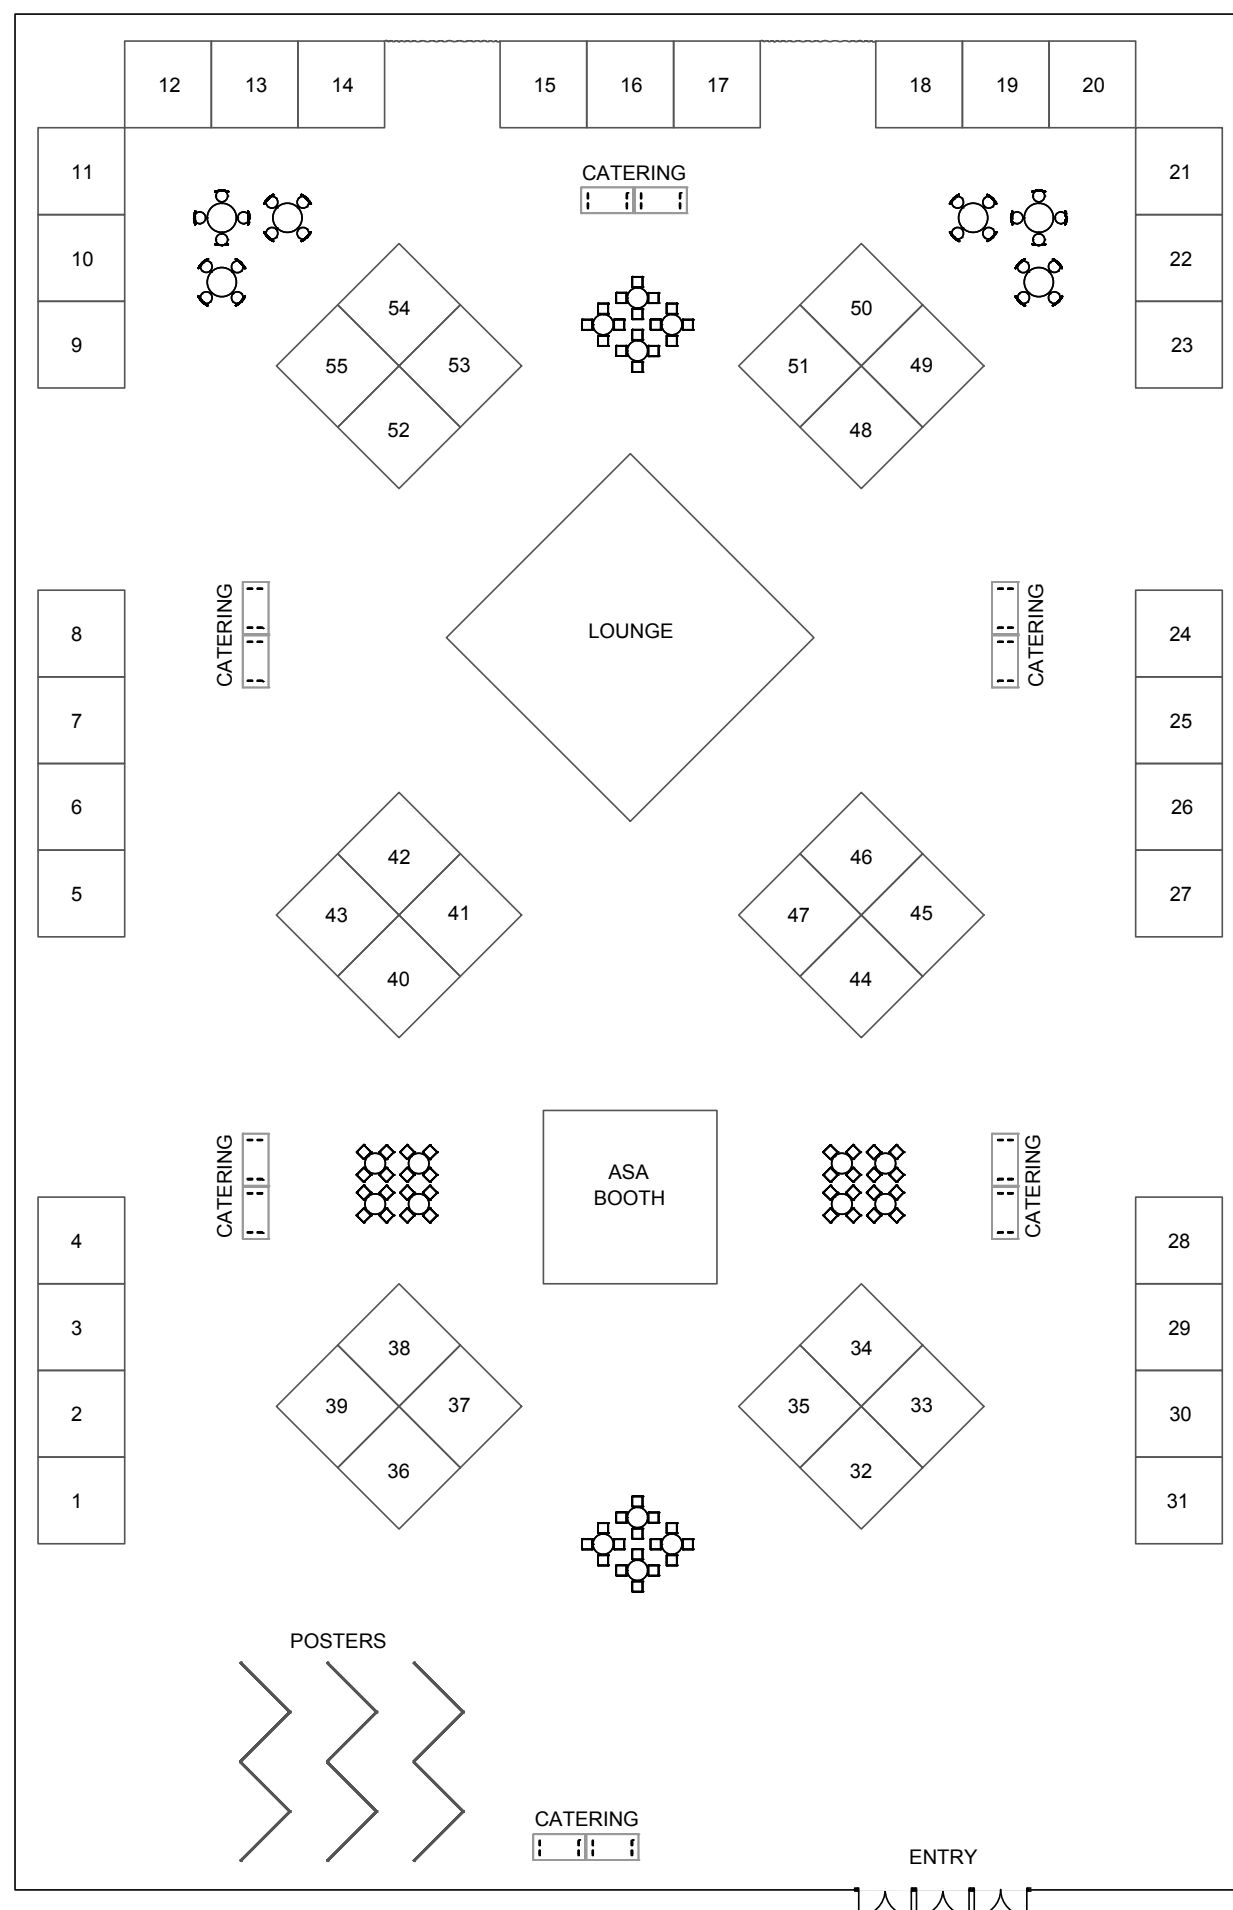 12 13 14 15 16 17 18 19 20
11 CATERING 21
10 22
54 50
9 55 53 51 49 23
52 48
8 CATERING LOUNGE CATERING 24
7 25
6 26
42 46
5 43 41 47 45 27
40 44
CATERING ASA CATERING
BOOTH
4 28
3 38 34 29
2 39 37 35 33 30
36 32
1 31
POSTERS
CATERING
ENTRY